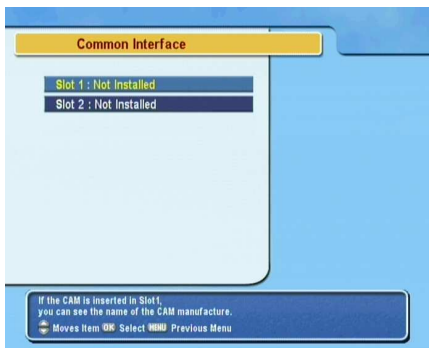 Common Interface
Slot 1 : Not Installed
Slot 2 : Not Installed
If the CAM is inserted in Slot1,
you can see the name of the CAM manufacture.
Moves Item OK Select MENU Previous Menu